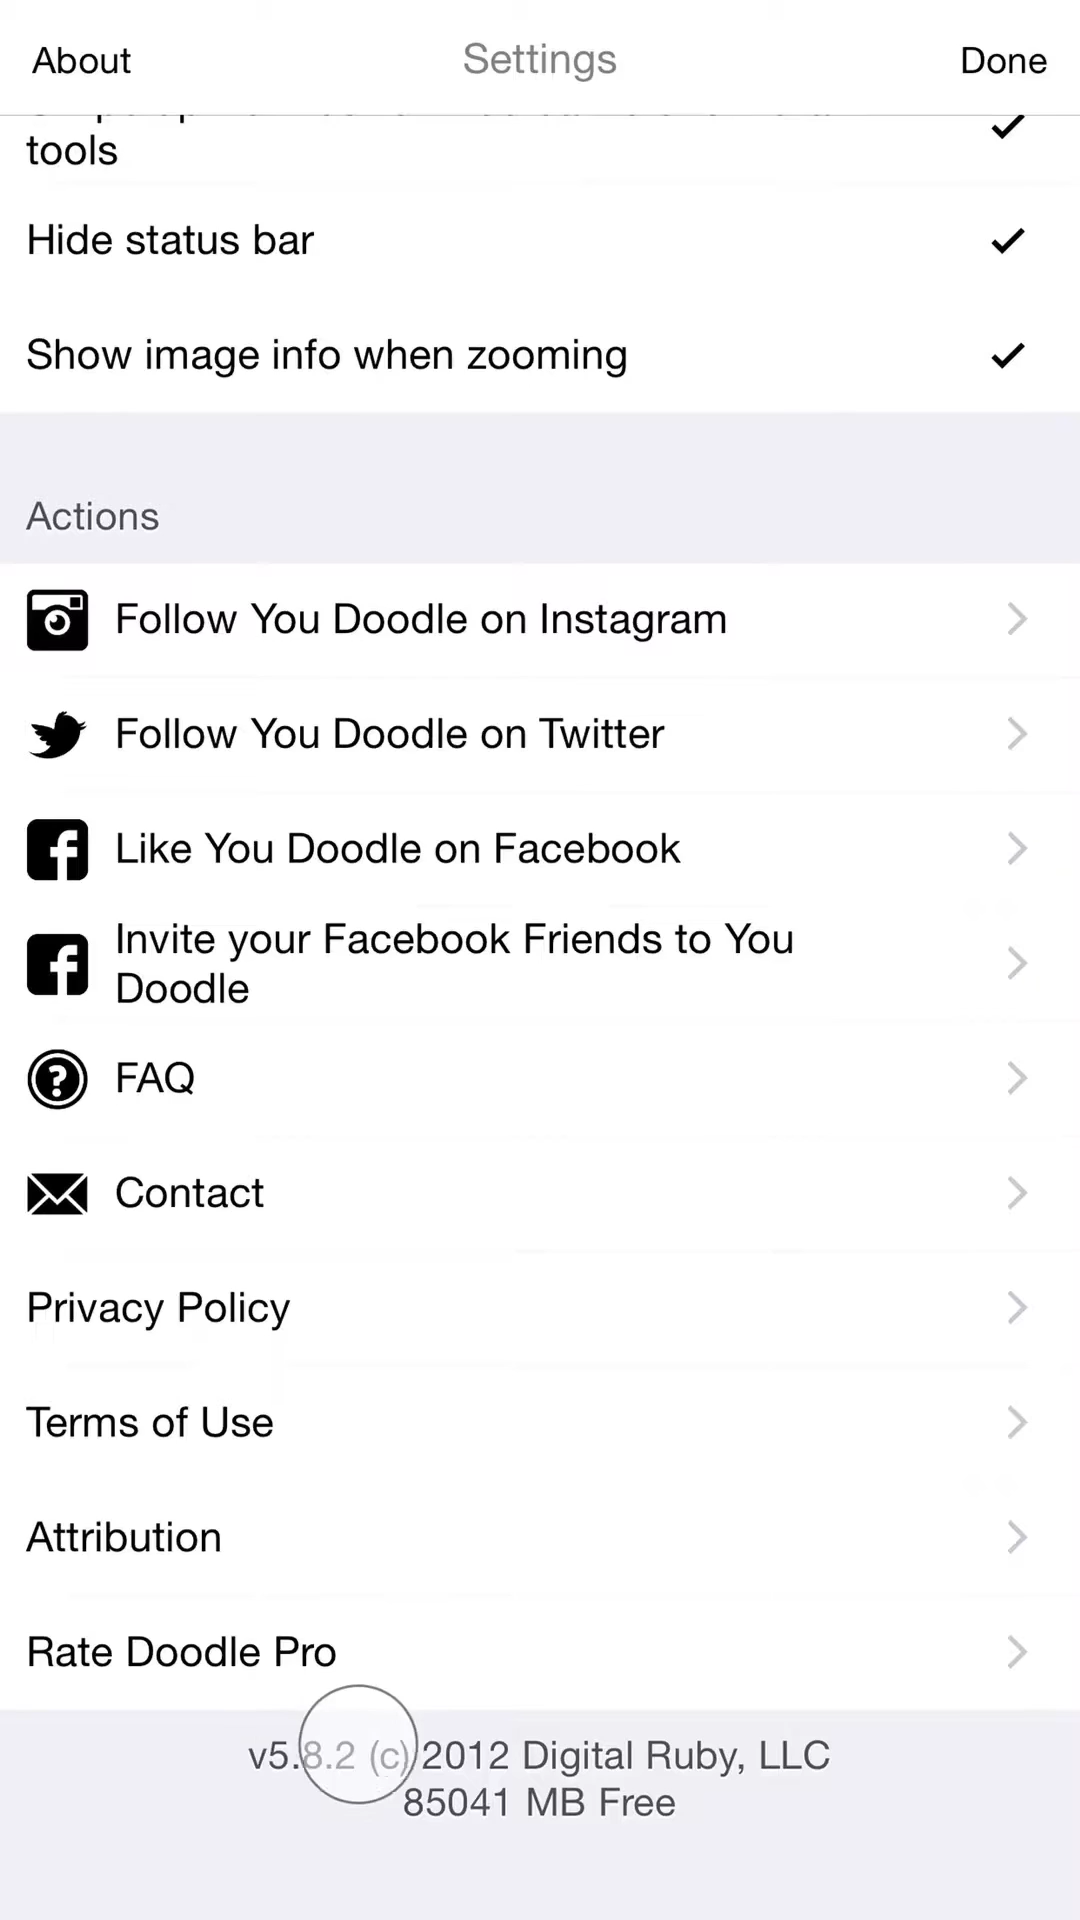 About Settings Done
tools
Hide status bar
Show image info when zooming
Actions
Follow You Doodle on Instagram
Follow You Doodle on Twitter
Like You Doodle on Facebook
Invite your Facebook Friends to You
Doodle
FAQ
Contact
Privacy Policy
Terms of Use
Attribution
Rate Doodle Pro
v5.8.2 (c) 2012 Digital Ruby, LLC
85041 MB Free